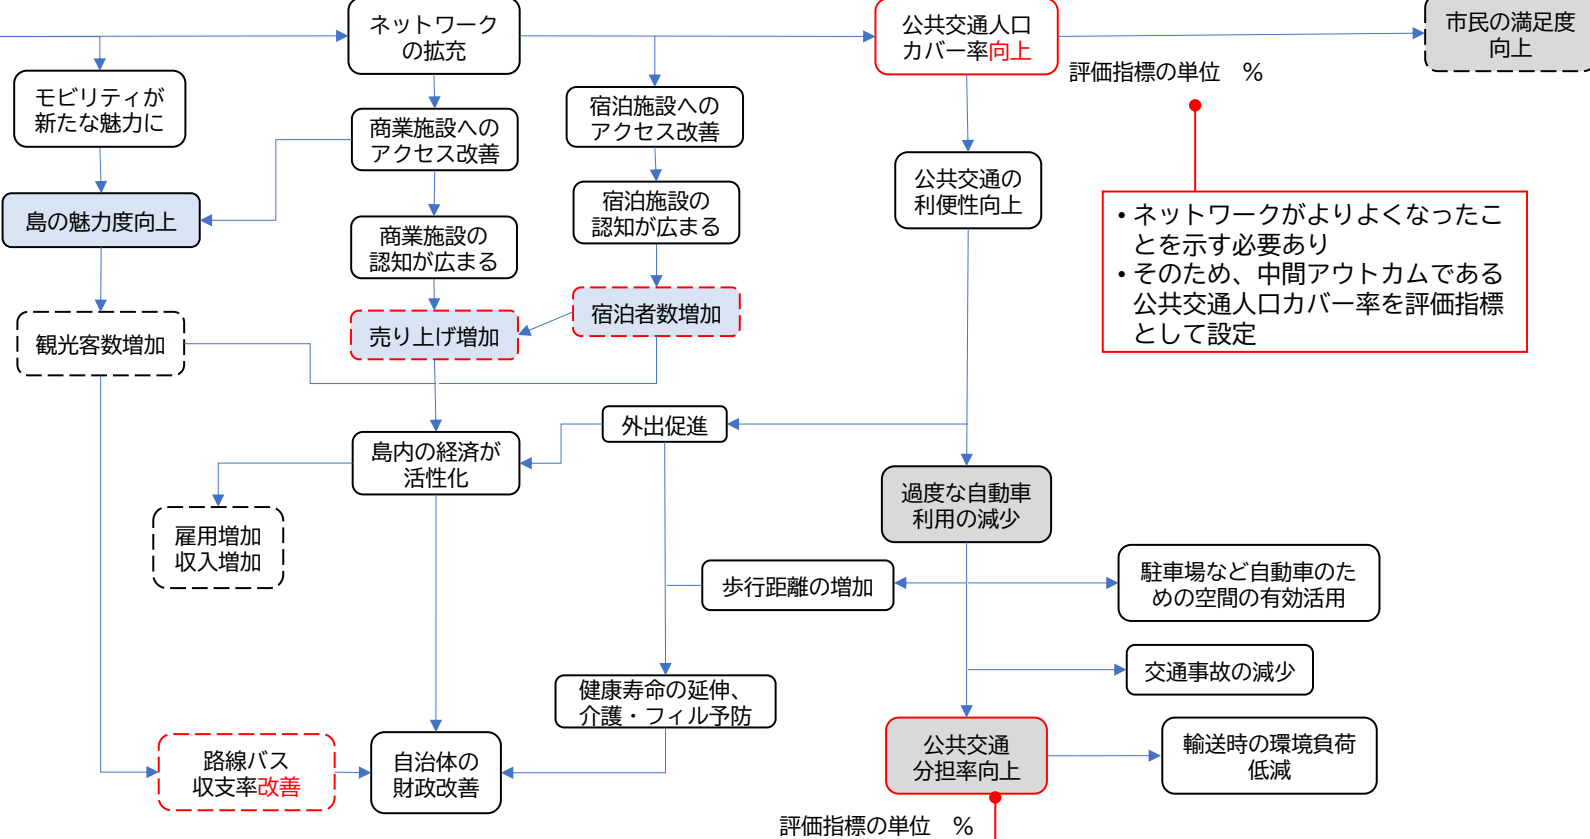 ネットワーク
の拡充
公共交通人口
カバー率向上
市民の満足度
向上
評価指標の単位　%
モビリティが
新たな魅力に
商業施設への
アクセス改善
宿泊施設への
アクセス改善
公共交通の
利便性向上
島の魅力度向上
商業施設の
認知が広まる
宿泊施設の
認知が広まる
•ネットワークがよりよくなったこ
とを示す必要あり
•そのため、中間アウトカムである
公共交通人口カバー率を評価指標
として設定
観光客数増加
売り上げ増加
宿泊者数増加
外出促進
島内の経済が
活性化
過度な自動車
利用の減少
雇用増加
収入増加
歩行距離の増加
駐車場など自動車のた
めの空間の有効活用
交通事故の減少
健康寿命の延伸、
介護・フィル予防
路線バス
収支率改善
自治体の
財政改善
公共交通
分担率向上
輸送時の環境負荷
低減
評価指標の単位　%